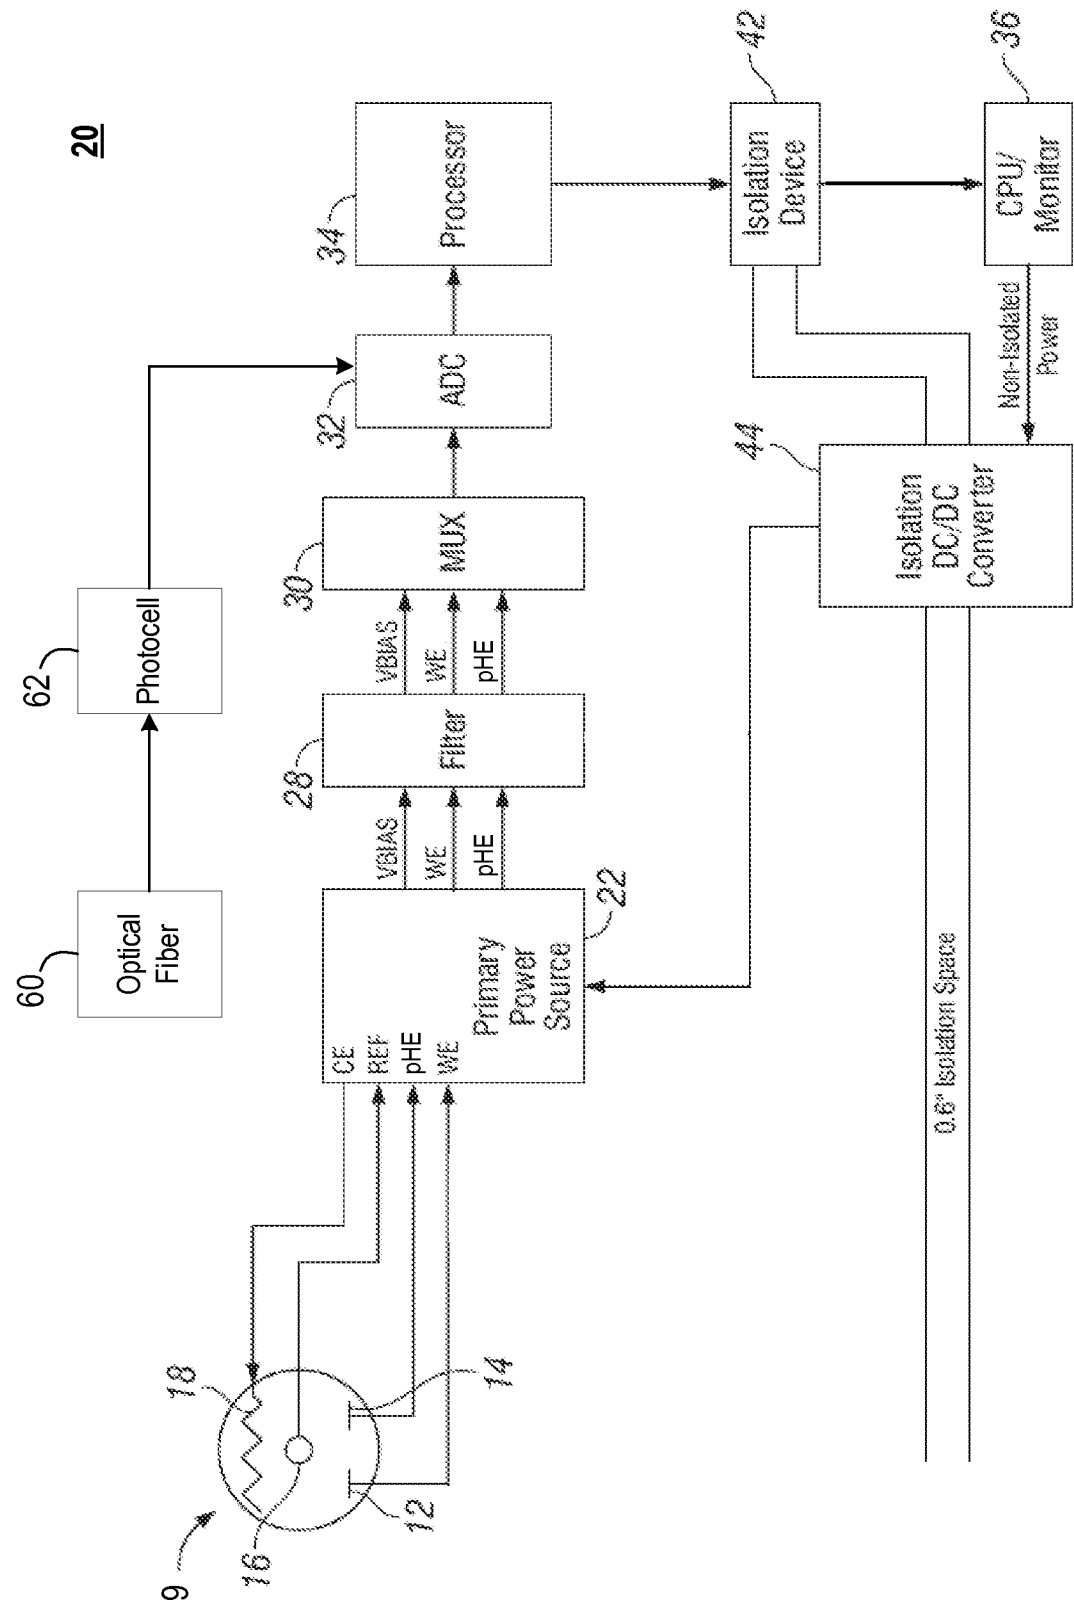 20
60
Optical
Fiber
62
Photocell
9
18
16
12
14
CE
REF
pHE
WE
Primary
Power
Source
22
VBIAS
WE
pHE
28
Filter
VBIAS
WE
pHE
30
MUX
32
ADC
34
Processor
42
Isolation
Device
36
CPU/
Monitor
Non-Isolated
Power
44
Isolation
DC/DC
Converter
0.6" Isolation Space